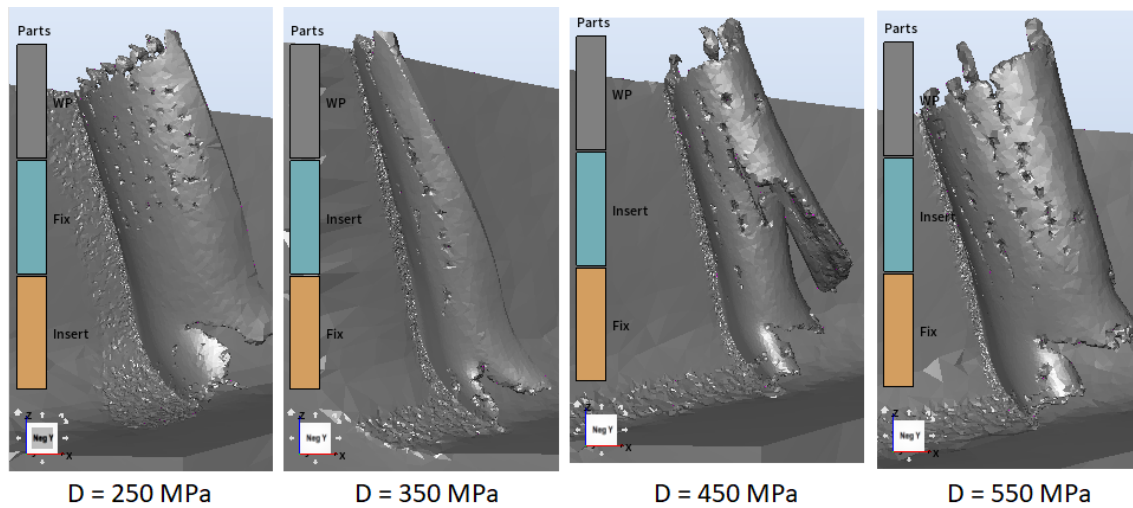 Parts
WP
Fix
Insert
Neg Y
Z
X
D = 250 MPa
Parts
WP
Insert
Fix
Neg Y
Z
X
D = 350 MPa
Parts
WP
Insert
Fix
Neg Y
Z
X
D = 450 MPa
Parts
WP
Insert
Fix
Neg Y
Z
X
D = 550 MPa